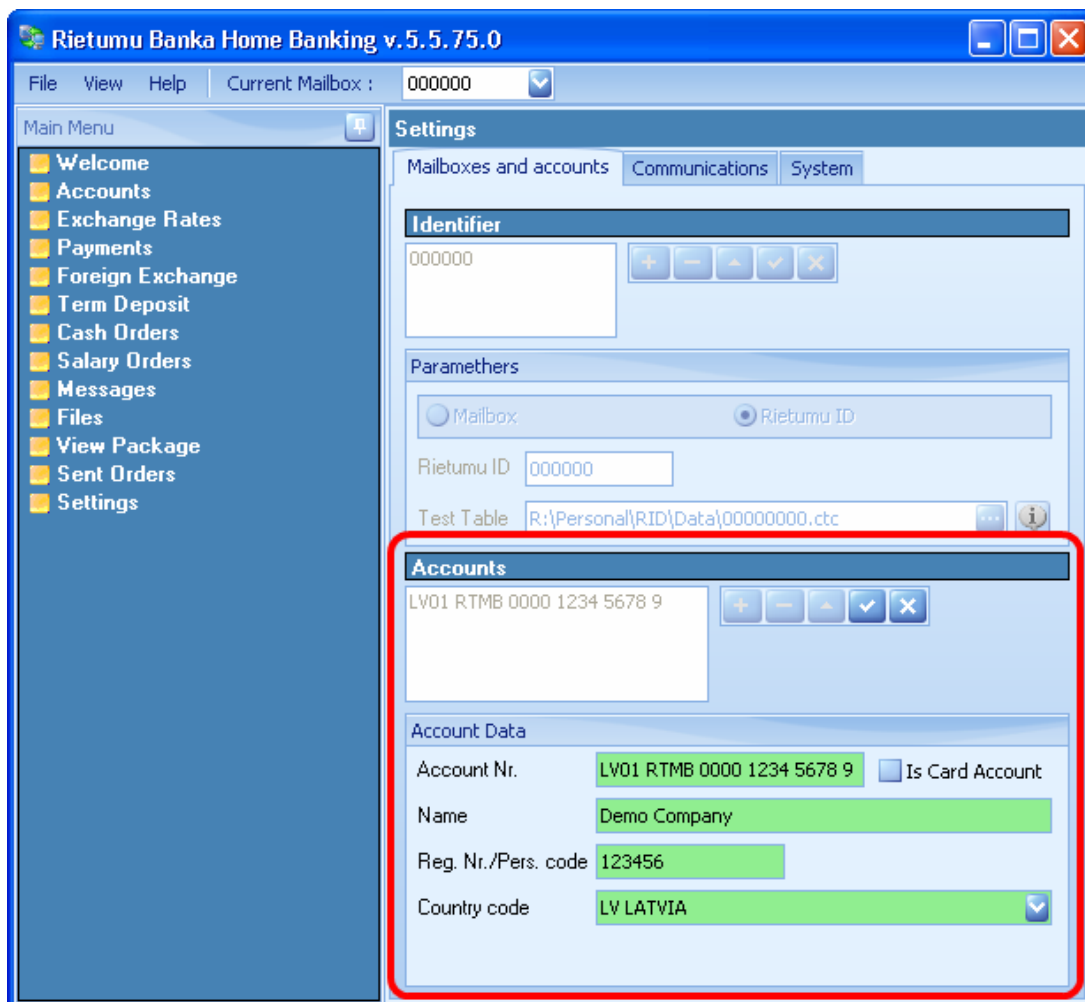 Rietumu Banka Home Banking v.5.5.75.0
File View Help Current Mailbox : 000000
Main Menu
Welcome
Accounts
Exchange Rates
Payments
Foreign Exchange
Term Deposit
Cash Orders
Salary Orders
Messages
Files
View Package
Sent Orders
Settings
Settings
Mailboxes and accounts Communications System
Identifier
000000
Paramethers
Mailbox Rietumu ID
Rietumu ID 000000
Test Table R:\Personal\RID\Data\00000000.ctc ...
Accounts
LV01 RTMB 0000 1234 5678 9
Account Data
Account Nr. LV01 RTMB 0000 1234 5678 9 Is Card Account
Name Demo Company
Reg. Nr./Pers. code 123456
Country code LV LATVIA